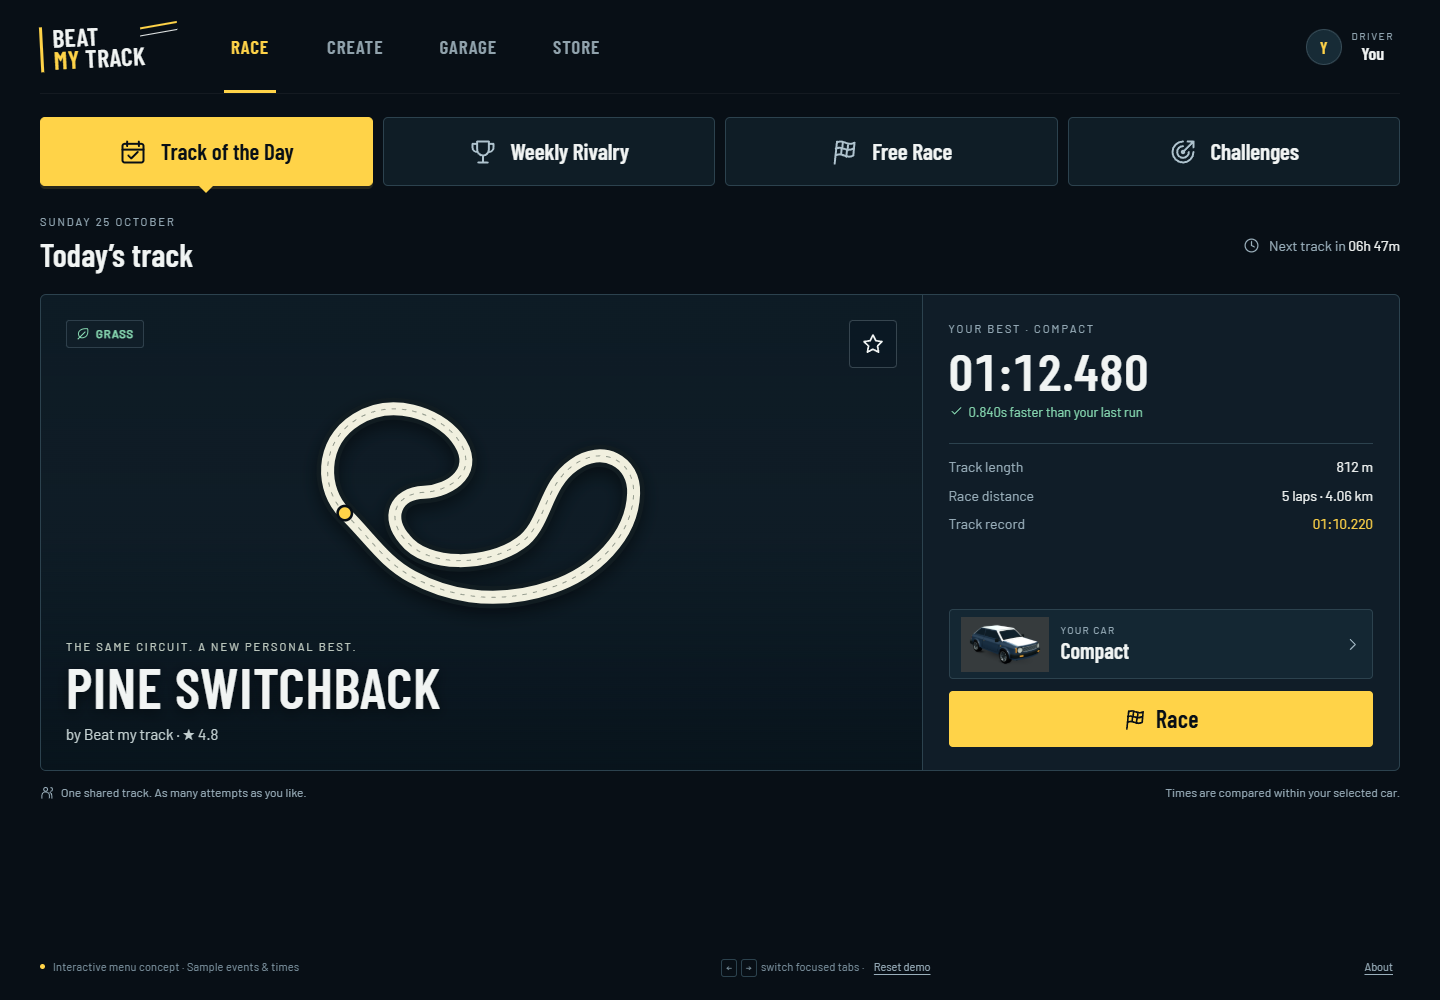 BEAT
MY TRACK
RACE
CREATE
GARAGE
STORE
Y
DRIVER
You
Track of the Day
Weekly Rivalry
Free Race
Challenges
SUNDAY 25 OCTOBER
Today’s track
Next track in 06h 47m
GRASS
THE SAME CIRCUIT. A NEW PERSONAL BEST.
PINE SWITCHBACK
by Beat my track · ★ 4.8
YOUR BEST · COMPACT
01:12.480
0.840s faster than your last run
Track length 812 m
Race distance 5 laps · 4.06 km
Track record 01:10.220
YOUR CAR
Compact
Race
One shared track. As many attempts as you like.
Times are compared within your selected car.
Interactive menu concept · Sample events & times
← → switch focused tabs · Reset demo
About